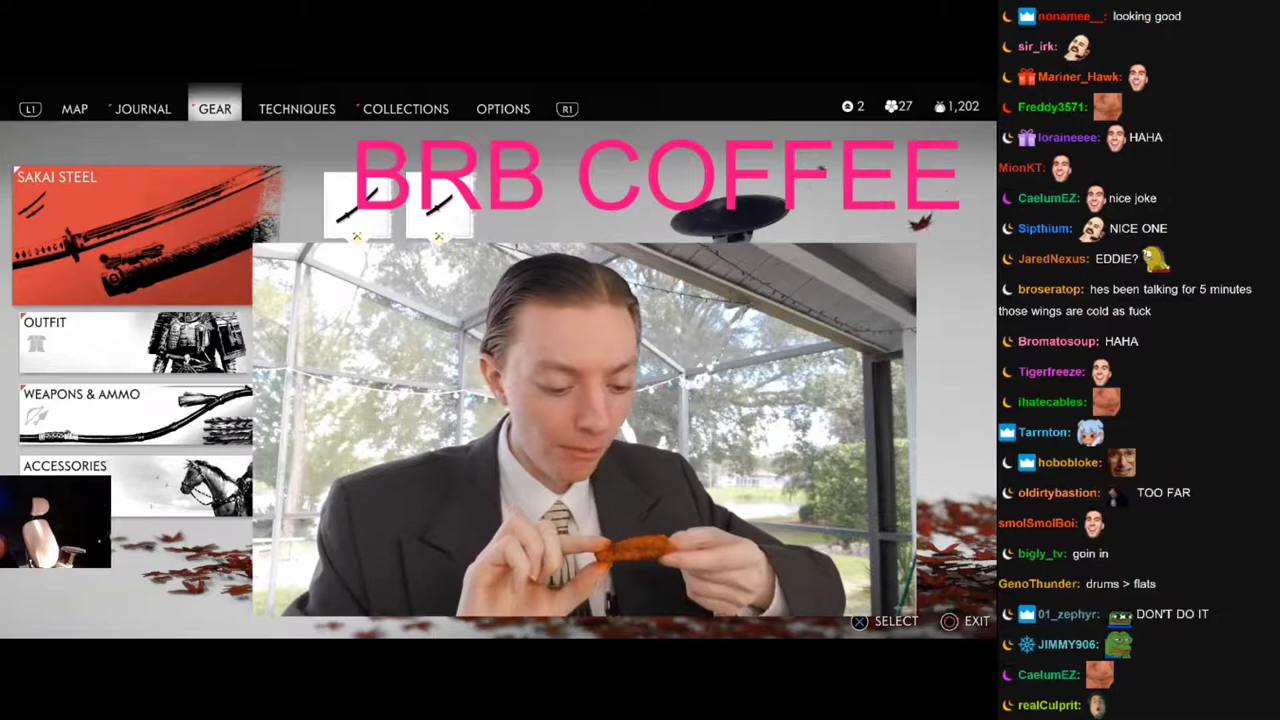 L1 MAP JOURNAL GEAR TECHNIQUES COLLECTIONS OPTIONS R1 2 27 1,202
BRB COFFEE
SAKAI STEEL
OUTFIT
WEAPONS & AMMO
ACCESSORIES
SELECT EXIT
nonamee__: looking good
sir_irk:
Mariner_Hawk:
Freddy3571:
loraineeee: HAHA
MionKT:
CaelumEZ: nice joke
Sipthium: NICE ONE
JaredNexus: EDDIE?
broseratop: hes been talking for 5 minutes
those wings are cold as fuck
Bromatosoup: HAHA
Tigerfreeze:
ihatecables:
Tarrnton:
hobobloke:
oldirtybastion: TOO FAR
smolSmolBoi:
bigly_tv: goin in
GenoThunder: drums > flats
01_zephyr: DON'T DO IT
JIMMY906:
CaelumEZ:
realCulprit: